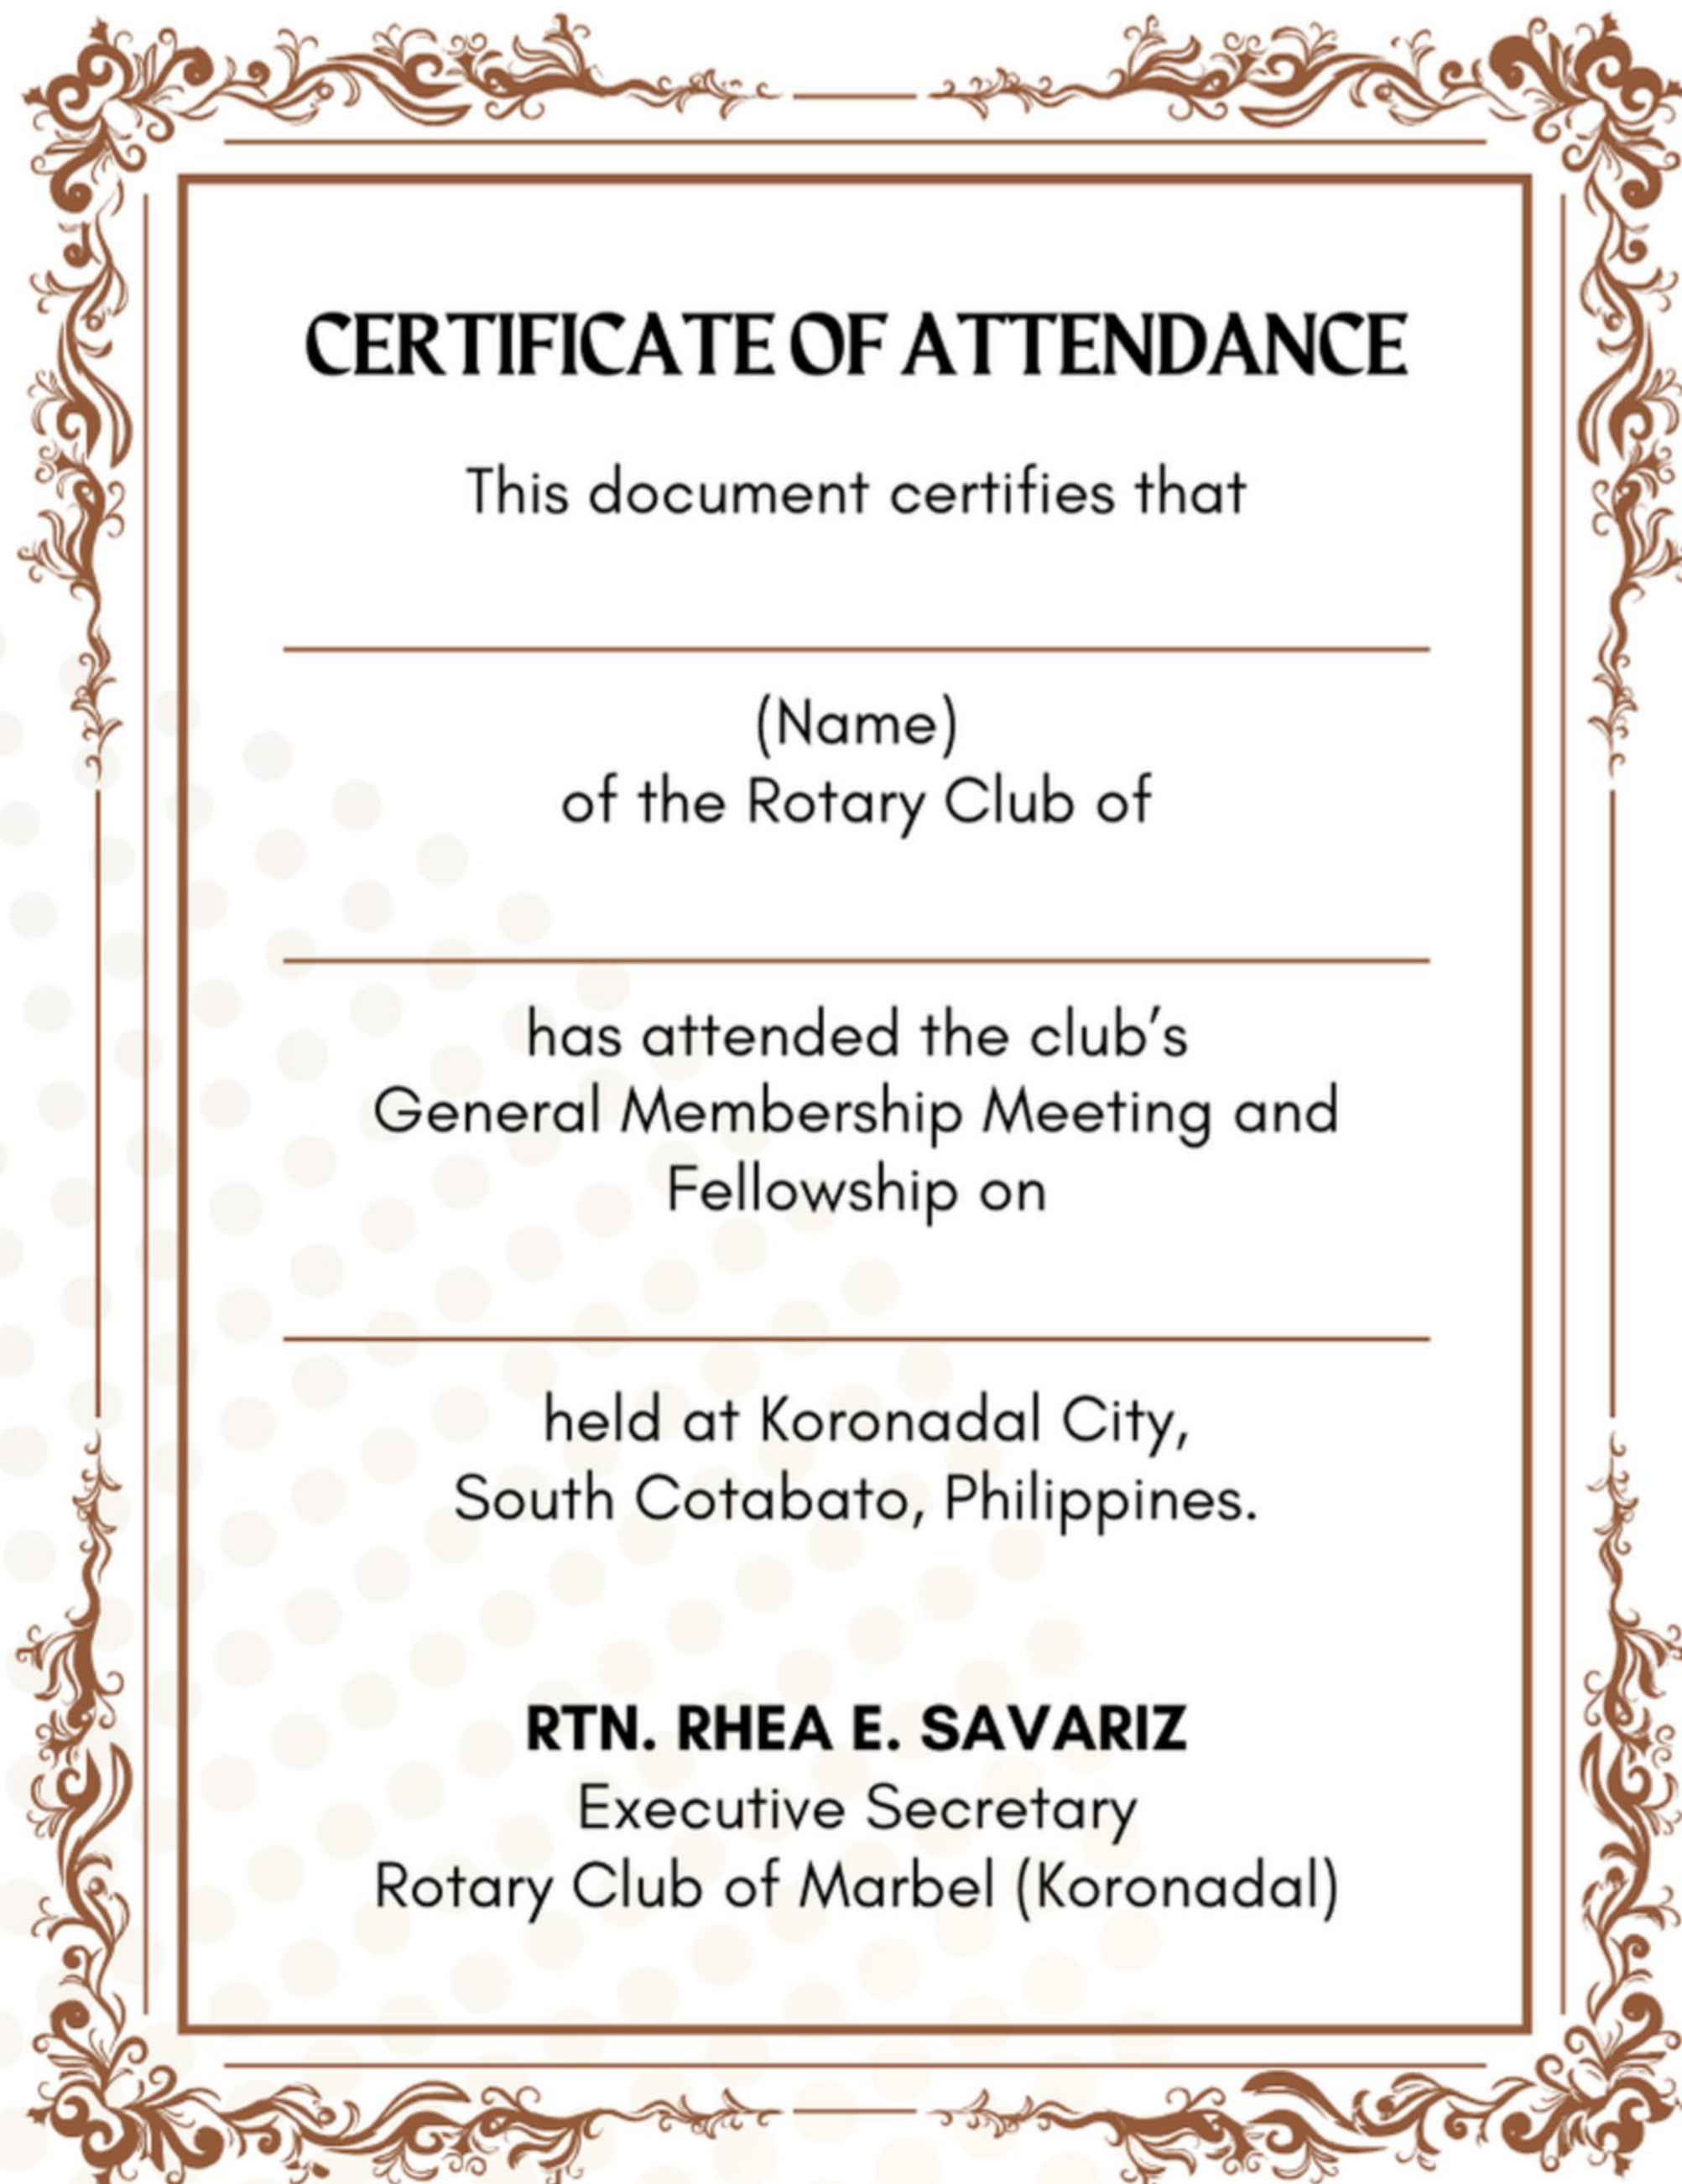 CERTIFICATE OF ATTENDANCE
This document certifies that
(Name)
of the Rotary Club of
has attended the club’s
General Membership Meeting and
Fellowship on
held at Koronadal City,
South Cotabato, Philippines.
RTN. RHEA E. SAVARIZ
Executive Secretary
Rotary Club of Marbel (Koronadal)